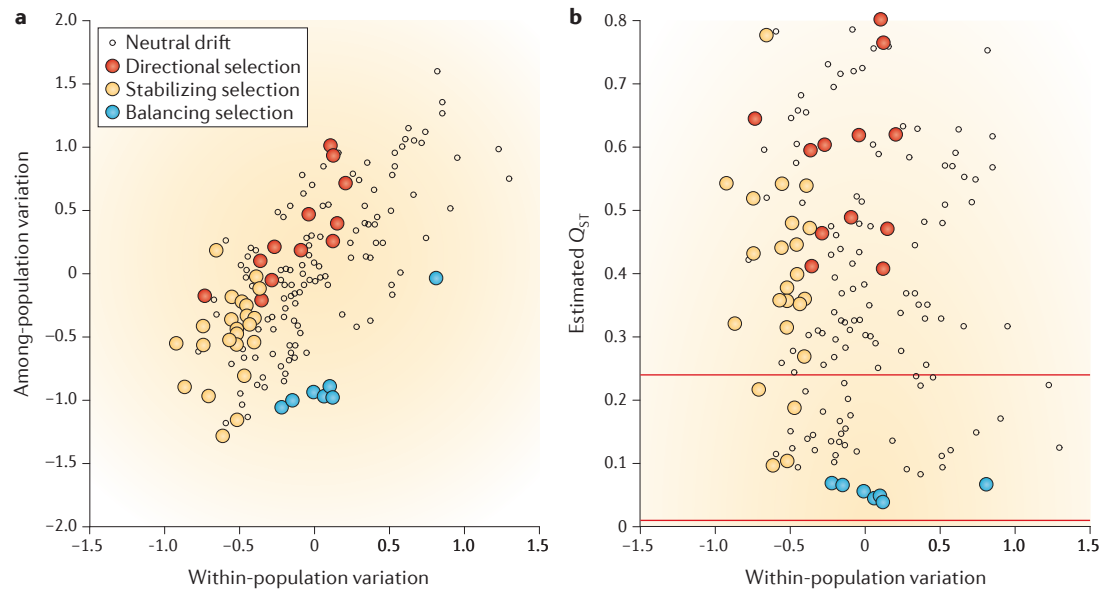 a
2.0
1.5
1.0
0.5
0
−0.5
−1.0
−1.5
−2.0
Among-population variation
Neutral drift
Directional selection
Stabilizing selection
Balancing selection
−1.5 −1.0 −0.5 0 0.5 1.0 1.5
Within-population variation
b
0.8
0.7
0.6
0.5
0.4
0.3
0.2
0.1
0
Estimated QST
−1.5 −1.0 −0.5 0 0.5 1.0 1.5
Within-population variation